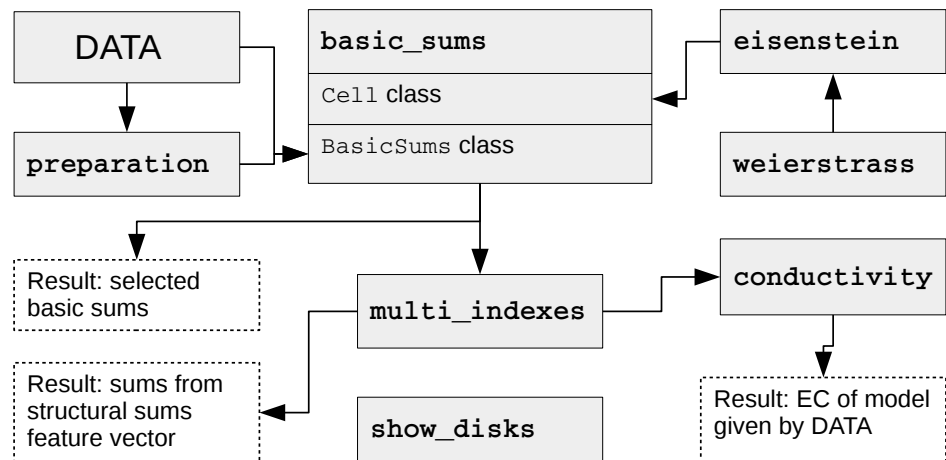 DATA
basic_sums
eisenstein
Cell class
BasicSums class
preparation
weierstrass
Result: selected
basic sums
conductivity
multi_indexes
Result: sums from
structural sums
feature vector
show_disks
Result: EC of model
given by DATA